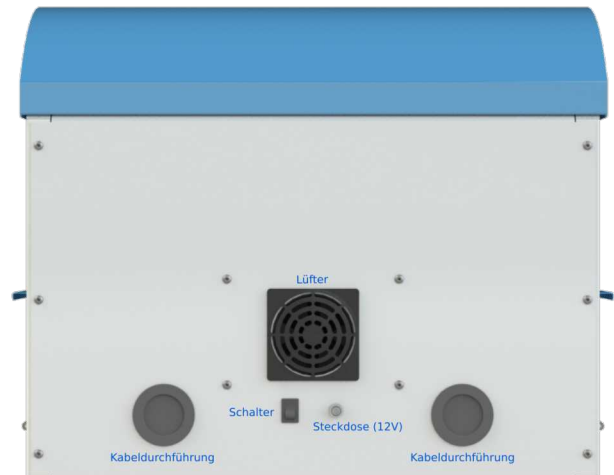 Lüfter
Schalter
Steckdose (12V)
Kabeldurchführung
Kabeldurchführung